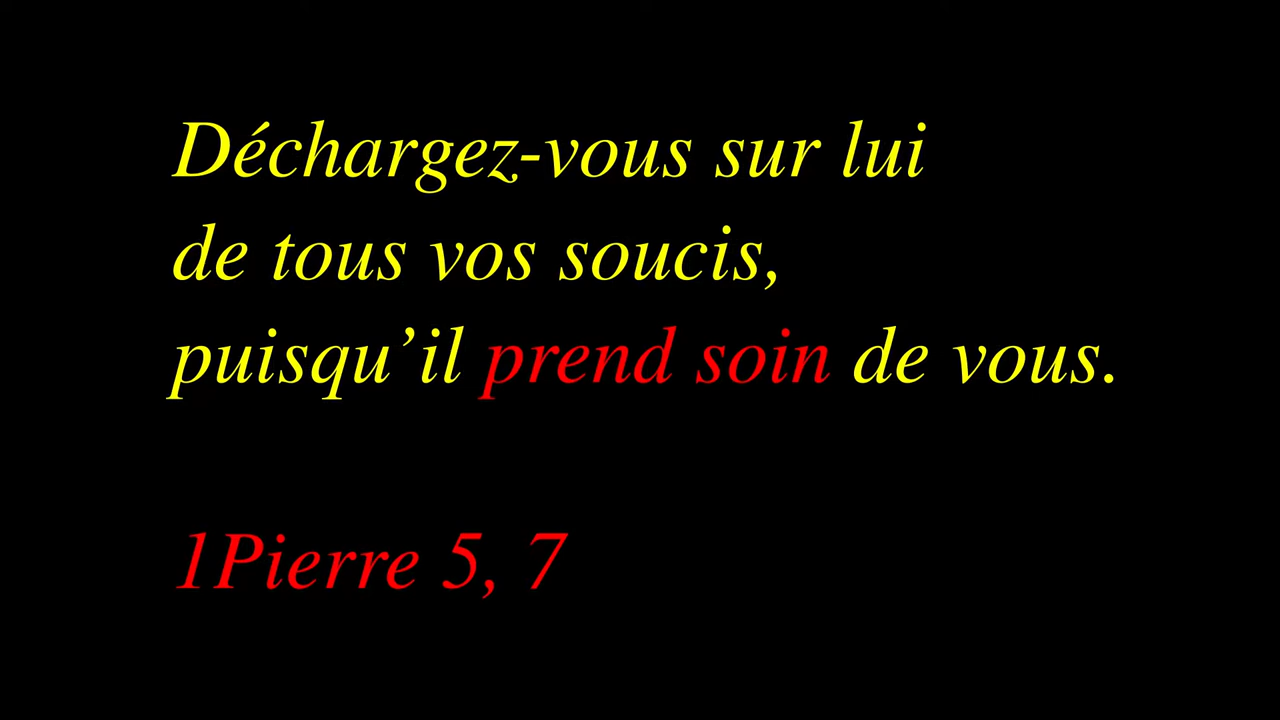 Déchargez-vous sur lui
de tous vos soucis,
puisqu’il prend soin de vous.
1Pierre 5, 7